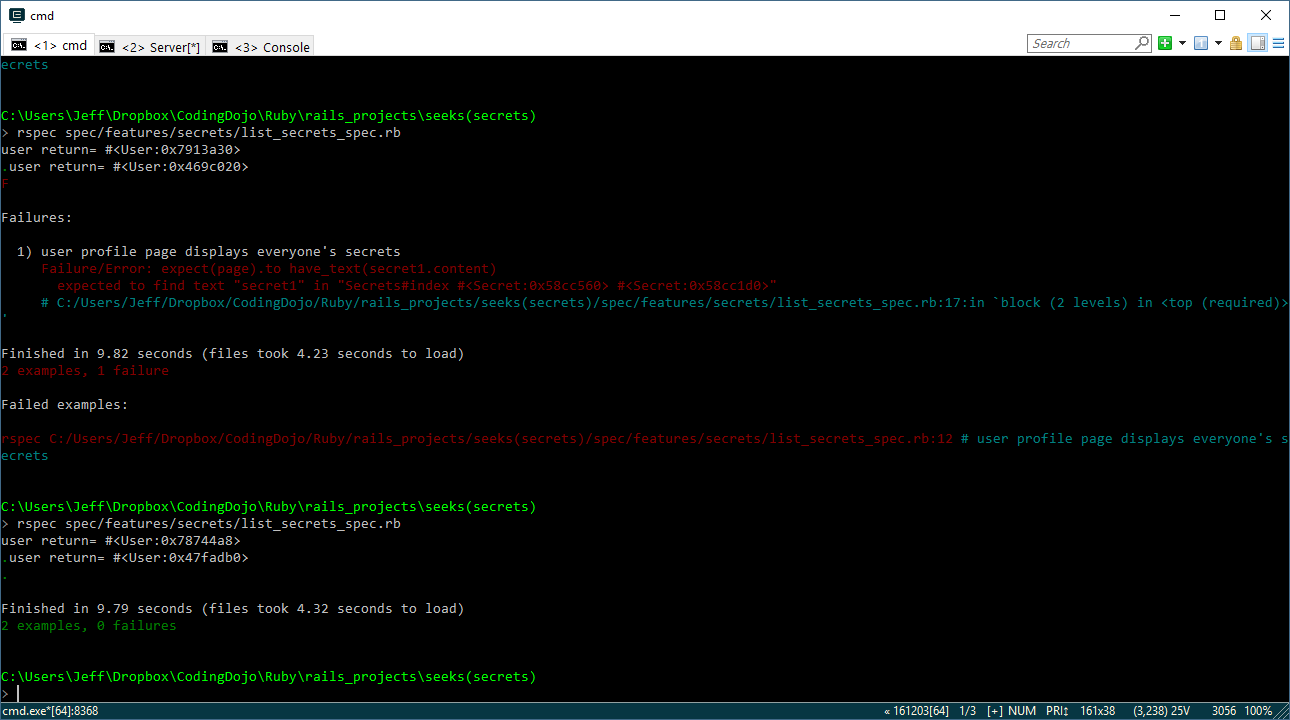 cmd
<1> cmd
<2> Server[*]
<3> Console
Search
ecrets
C:\Users\Jeff\Dropbox\CodingDojo\Ruby\rails_projects\seeks(secrets)
> rspec spec/features/secrets/list_secrets_spec.rb
user return= #<User:0x7913a30>
.user return= #<User:0x469c020>
F
Failures:
1) user profile page displays everyone's secrets
Failure/Error: expect(page).to have_text(secret1.content)
expected to find text "secret1" in "Secrets#index #<Secret:0x58cc560> #<Secret:0x58cc1d0>"
# C:/Users/Jeff/Dropbox/CodingDojo/Ruby/rails_projects/seeks(secrets)/spec/features/secrets/list_secrets_spec.rb:17:in `block (2 levels) in <top (required)>
'
Finished in 9.82 seconds (files took 4.23 seconds to load)
2 examples, 1 failure
Failed examples:
rspec C:/Users/Jeff/Dropbox/CodingDojo/Ruby/rails_projects/seeks(secrets)/spec/features/secrets/list_secrets_spec.rb:12 # user profile page displays everyone's s
ecrets
C:\Users\Jeff\Dropbox\CodingDojo\Ruby\rails_projects\seeks(secrets)
> rspec spec/features/secrets/list_secrets_spec.rb
user return= #<User:0x78744a8>
.user return= #<User:0x47fadb0>
.
Finished in 9.79 seconds (files took 4.32 seconds to load)
2 examples, 0 failures
C:\Users\Jeff\Dropbox\CodingDojo\Ruby\rails_projects\seeks(secrets)
>
cmd.exe*[64]:8368 « 161203[64] 1/3 [+] NUM PRI↕ 161x38 (3,238) 25V 3056 100%